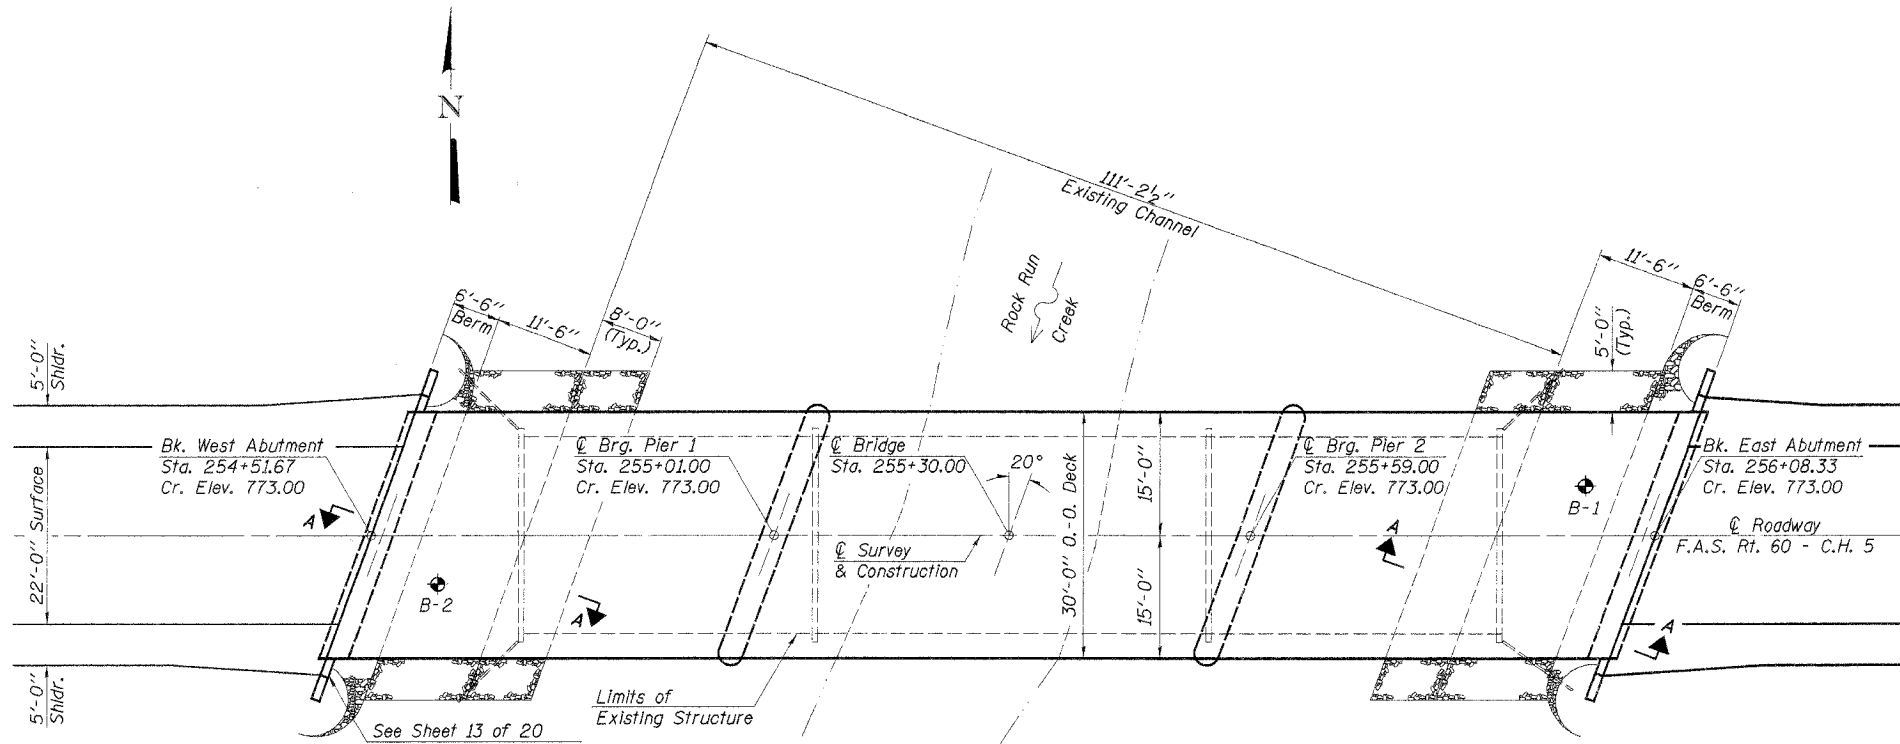 N
111'-2½"
Existing Channel
Rock Run
Creek
6'-6"
Berm
11'-6"
8'-0"
(Typ.)
11'-6"
6'-6"
Berm
5'-0"
(Typ.)
5'-0"
Shldr.
Bk. West Abutment
Sta. 254+51.67
Cr. Elev. 773.00
℄ Brg. Pier 1
Sta. 255+01.00
Cr. Elev. 773.00
℄ Bridge
Sta. 255+30.00
20°
30'-0" O.-O. Deck
15'-0"
15'-0"
℄ Brg. Pier 2
Sta. 255+59.00
Cr. Elev. 773.00
B-1
Bk. East Abutment
Sta. 256+08.33
Cr. Elev. 773.00
℄ Roadway
F.A.S. Rt. 60 - C.H. 5
22'-0" Surface
A
A
℄ Survey
& Construction
B-2
A
A
5'-0"
Shldr.
Limits of
Existing Structure
See Sheet 13 of 20